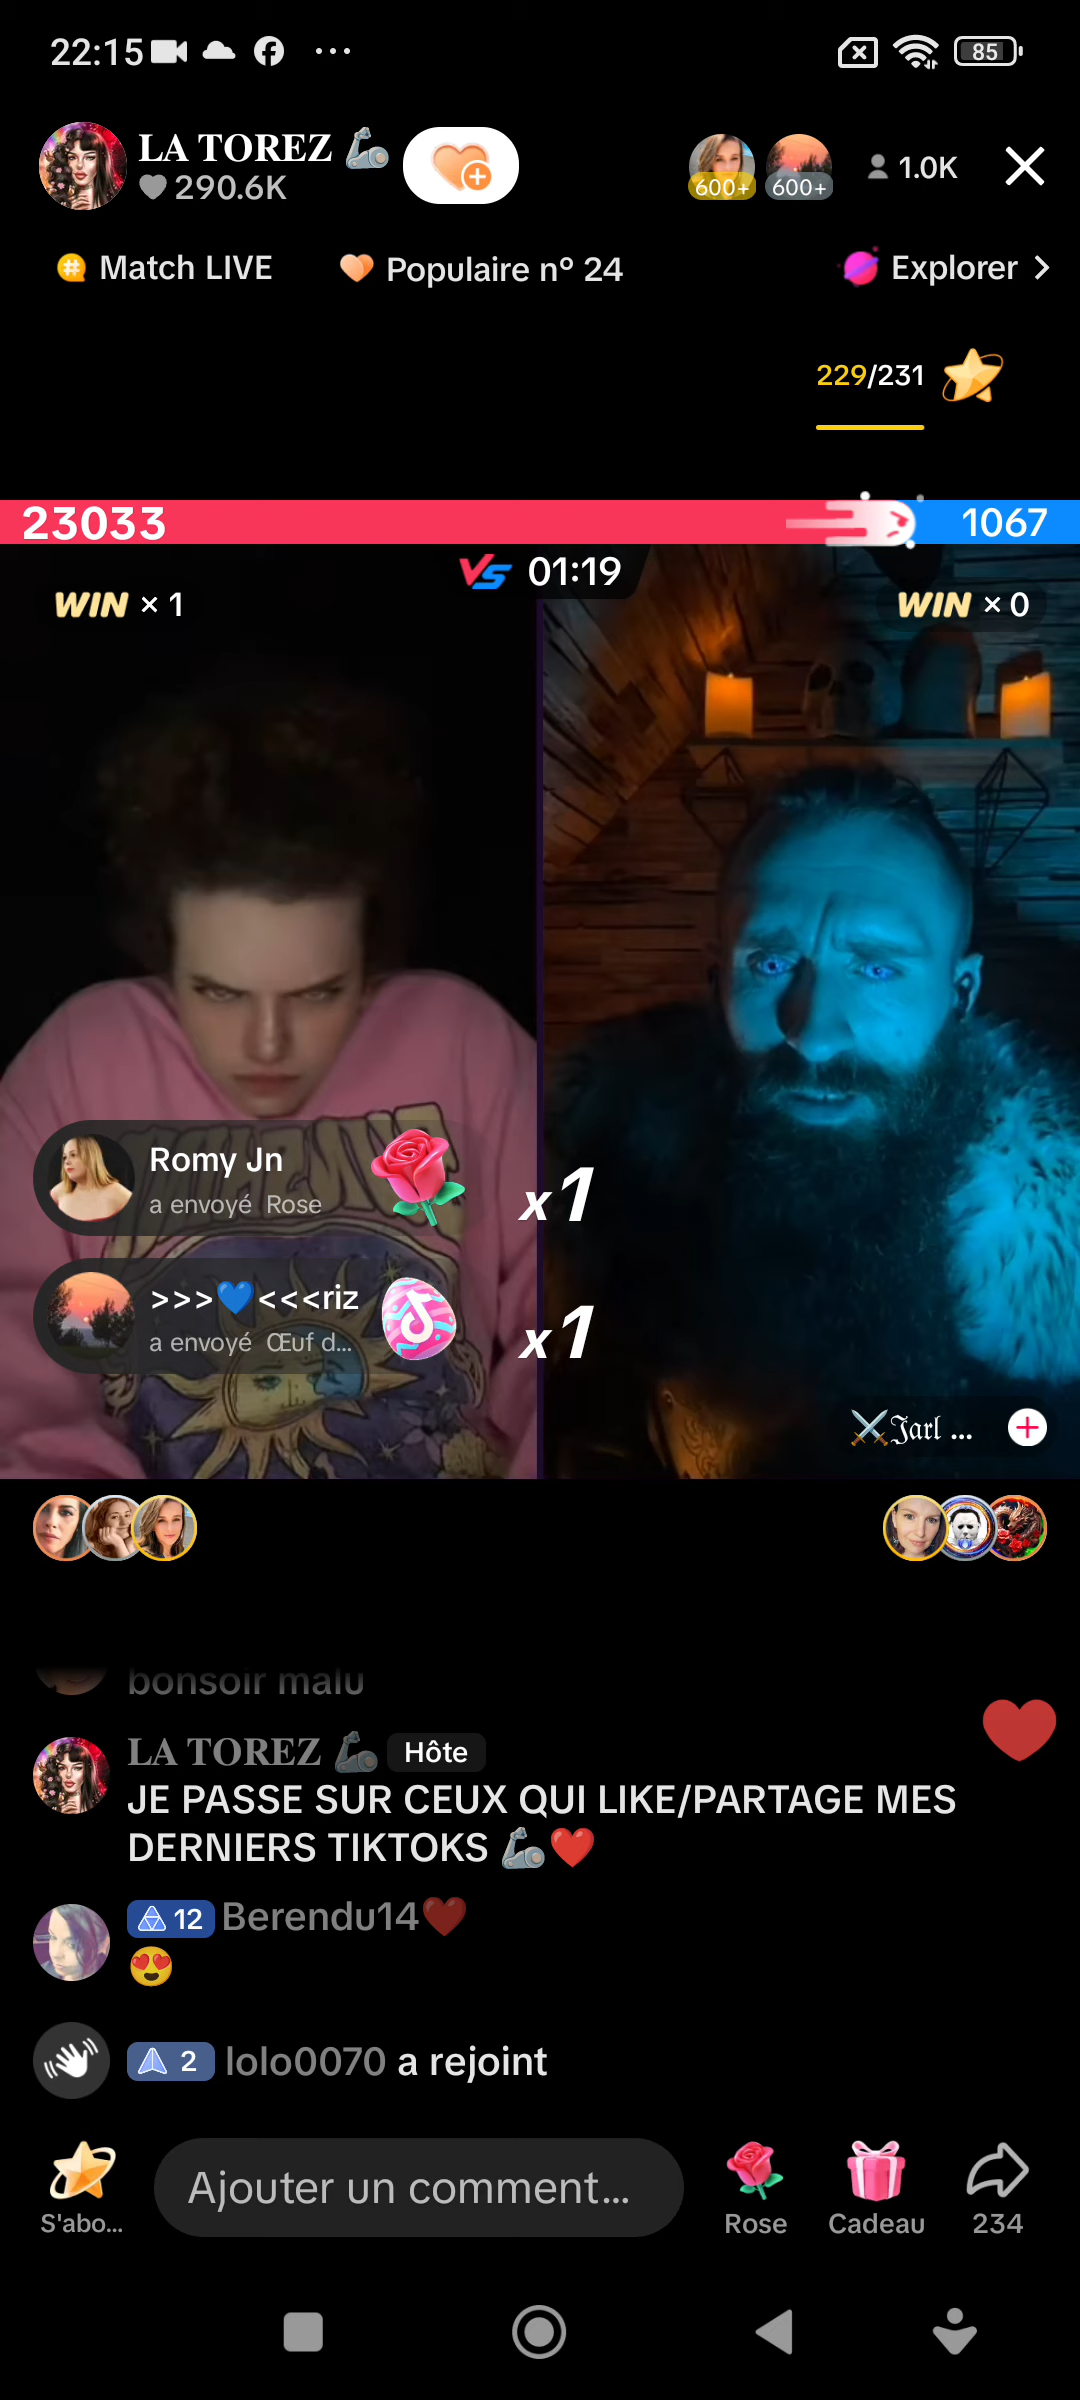 22:15
85
LA TOREZ 🦾
290.6K
600+
600+
1.0K
Match LIVE
Populaire n° 24
Explorer
229/231
23033
1067
VS 01:19
WIN × 1
WIN × 0
Romy Jn
a envoyé Rose
x1
>>>💙<<<riz
a envoyé Œuf d...
x1
⚔️𝔍𝔞𝔯𝔩 ...
bonsoir malu
LA TOREZ 🦾 Hôte
JE PASSE SUR CEUX QUI LIKE/PARTAGE MES
DERNIERS TIKTOKS 🦾❤️
12 Berendu14❤️
😍
2 lolo0070 a rejoint
S'abo...
Ajouter un comment...
Rose
Cadeau
234